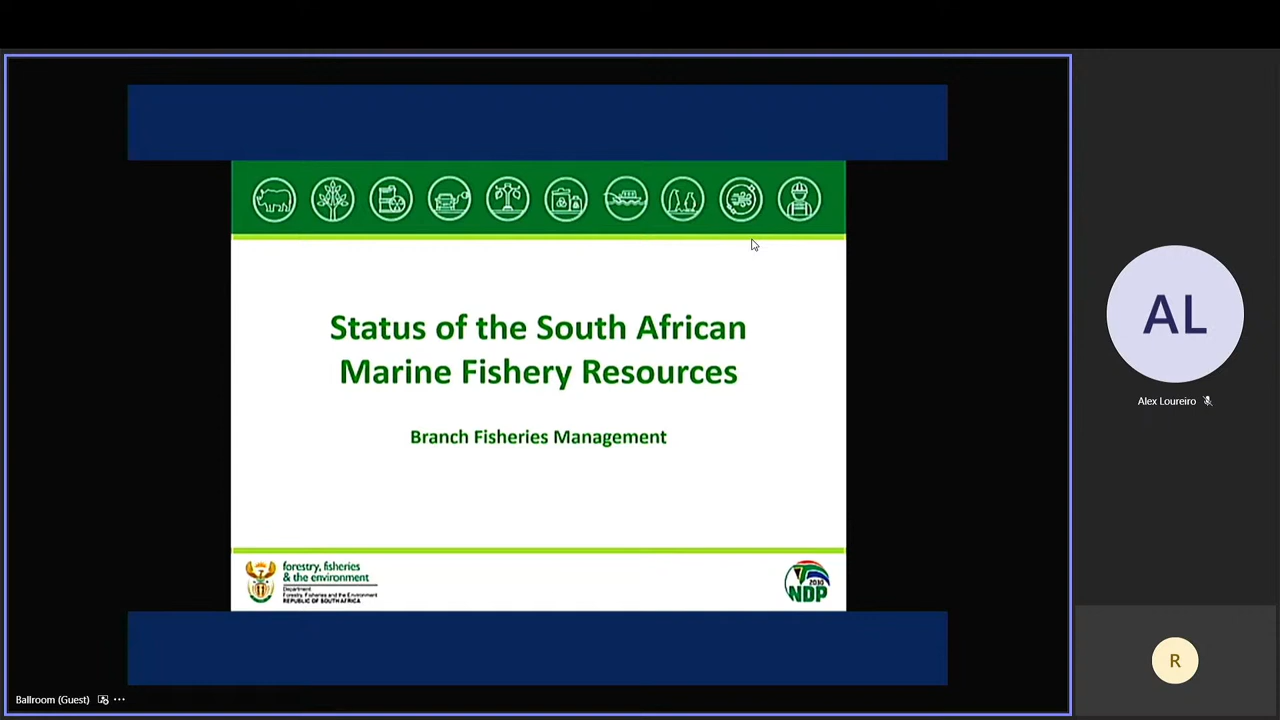 Status of the South African
Marine Fishery Resources
Branch Fisheries Management
forestry, fisheries
& the environment
Department:
Forestry, Fisheries and the Environment
REPUBLIC OF SOUTH AFRICA
2030
NDP
AL
Alex Loureiro
R
Ballroom (Guest)